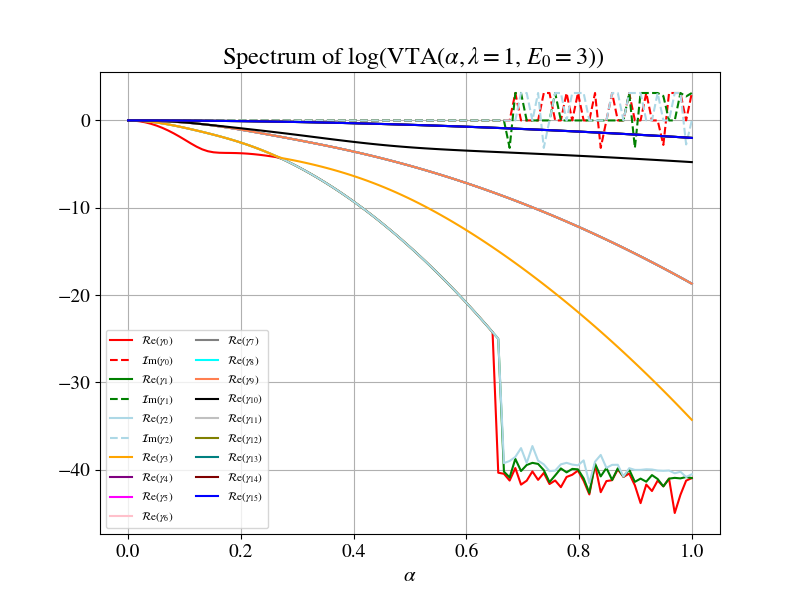 Spectrum of log(VTA(α, λ = 1, E₀ = 3))
0
−10
−20
−30
−40
0.0 0.2 0.4 0.6 0.8 1.0
α
ℛe(γ₀)
ℐm(γ₀)
ℛe(γ₁)
ℐm(γ₁)
ℛe(γ₂)
ℐm(γ₂)
ℛe(γ₃)
ℛe(γ₄)
ℛe(γ₅)
ℛe(γ₆)
ℛe(γ₇)
ℛe(γ₈)
ℛe(γ₉)
ℛe(γ₁₀)
ℛe(γ₁₁)
ℛe(γ₁₂)
ℛe(γ₁₃)
ℛe(γ₁₄)
ℛe(γ₁₅)